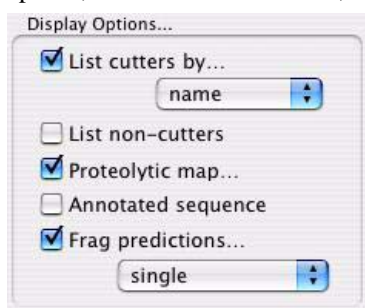 Display Options...
List cutters by...
name
List non-cutters
Proteolytic map...
Annotated sequence
Frag predictions...
single